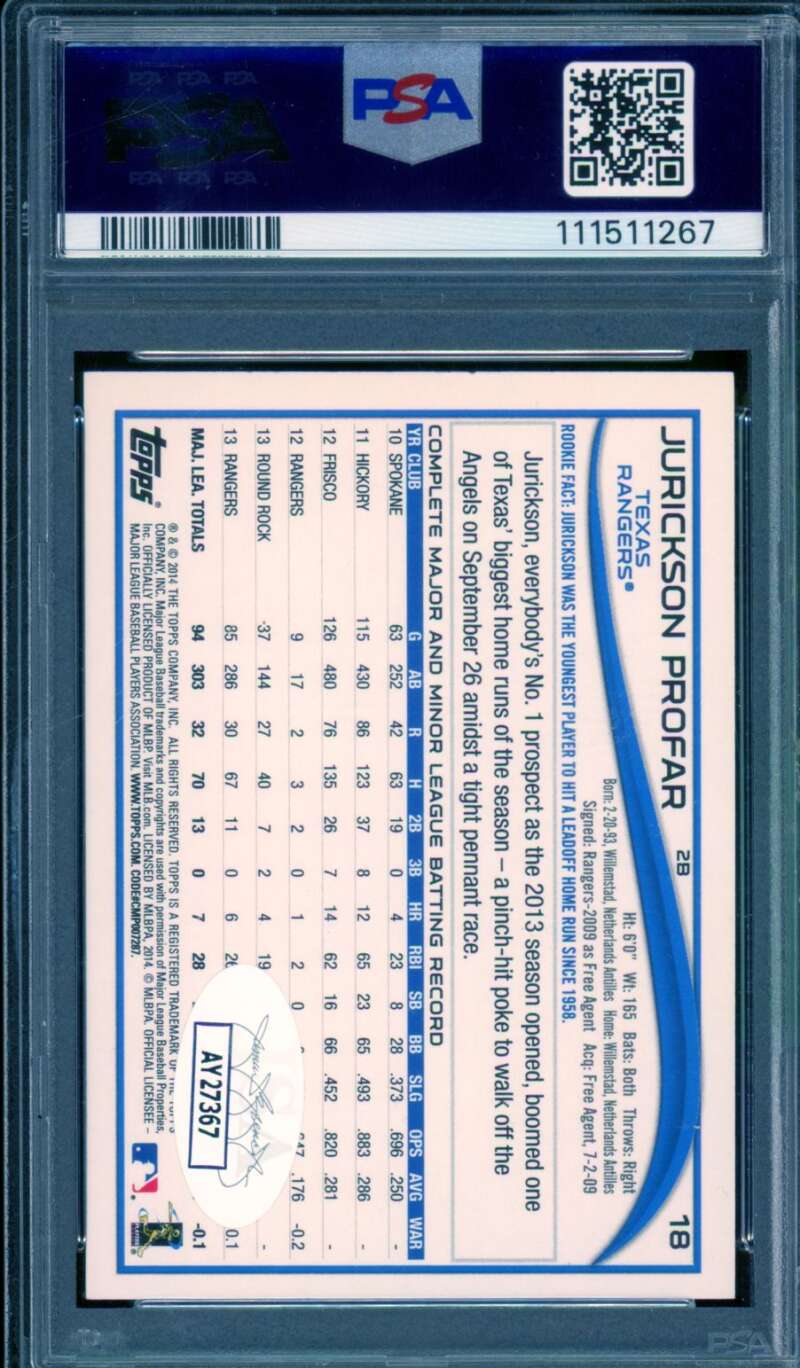 PSA PSA PSA
PSA
PSA PSA PSA
PSA
111511267
JURICKSON PROFAR 2B 18
TEXAS
RANGERS®
Ht: 6'0" Wt: 165 Bats: Both Throws: Right
Born: 2-20-93, Willemstad, Netherlands Antilles Home: Willemstad, Netherlands Antilles
Signed: Rangers-2009 as Free Agent Acq: Free Agent, 7-2-09
ROOKIE FACT: JURICKSON WAS THE YOUNGEST PLAYER TO HIT A LEADOFF HOME RUN SINCE 1958.
Jurickson, everybody's No. 1 prospect as the 2013 season opened, boomed one
of Texas' biggest home runs of the season – a pinch-hit poke to walk off the
Angels on September 26 amidst a tight pennant race.
COMPLETE MAJOR AND MINOR LEAGUE BATTING RECORD
YR CLUB G AB R H 2B 3B HR RBI SB BB SLG OPS AVG WAR
10 SPOKANE 63 252 42 63 19 0 4 23 8 28 .373 .696 .250 -
11 HICKORY 115 430 86 123 37 8 12 65 23 65 .493 .883 .286 -
12 FRISCO 126 480 76 135 26 7 14 62 16 66 .452 .820 .281 -
12 RANGERS 9 17 2 3 2 0 1 2 0 .176 -0.2
13 ROUND ROCK ·37 144 27 40 7 2 4 19 -
13 RANGERS 85 286 30 67 11 0 6 0.1
MAJ. LEA. TOTALS 94 303 32 70 13 0 7 28 -0.1
topps®
® & © 2014 THE TOPPS COMPANY, INC. ALL RIGHTS RESERVED. TOPPS IS A REGISTERED TRADEMARK OF THE TOPPS
COMPANY, INC. Major League Baseball trademarks and copyrights are used with permission of Major League Baseball Properties,
Inc. OFFICIALLY LICENSED PRODUCT OF MLBP. Visit MLB.com. LICENSED BY MLBPA, 2014. © MLBPA. OFFICIAL LICENSEE –
MAJOR LEAGUE BASEBALL PLAYERS ASSOCIATION. WWW.TOPPS.COM. CODE#CMP007287.
AY27367
PSA